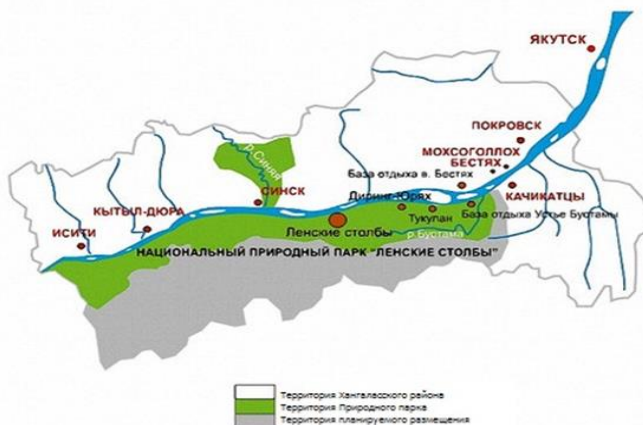 ЯКУТСК
ПОКРОВСК
МОХСОГОЛЛОХ
БЕСТЯХ
База отдыха в. Бестях
р.Синяя
СИНСК
Диринг-Юрях
КАЧИКАТЦЫ
КЫТЫЛ-ДЮРА
Тукулан
База отдыха Устье Буотамы
ИСИТИ
Ленские столбы
р.Буотама
НАЦИОНАЛЬНЫЙ ПРИРОДНЫЙ ПАРК "ЛЕНСКИЕ СТОЛБЫ"
Территория Хангаласского района
Территория Природного парка
Территория планируемого размещения